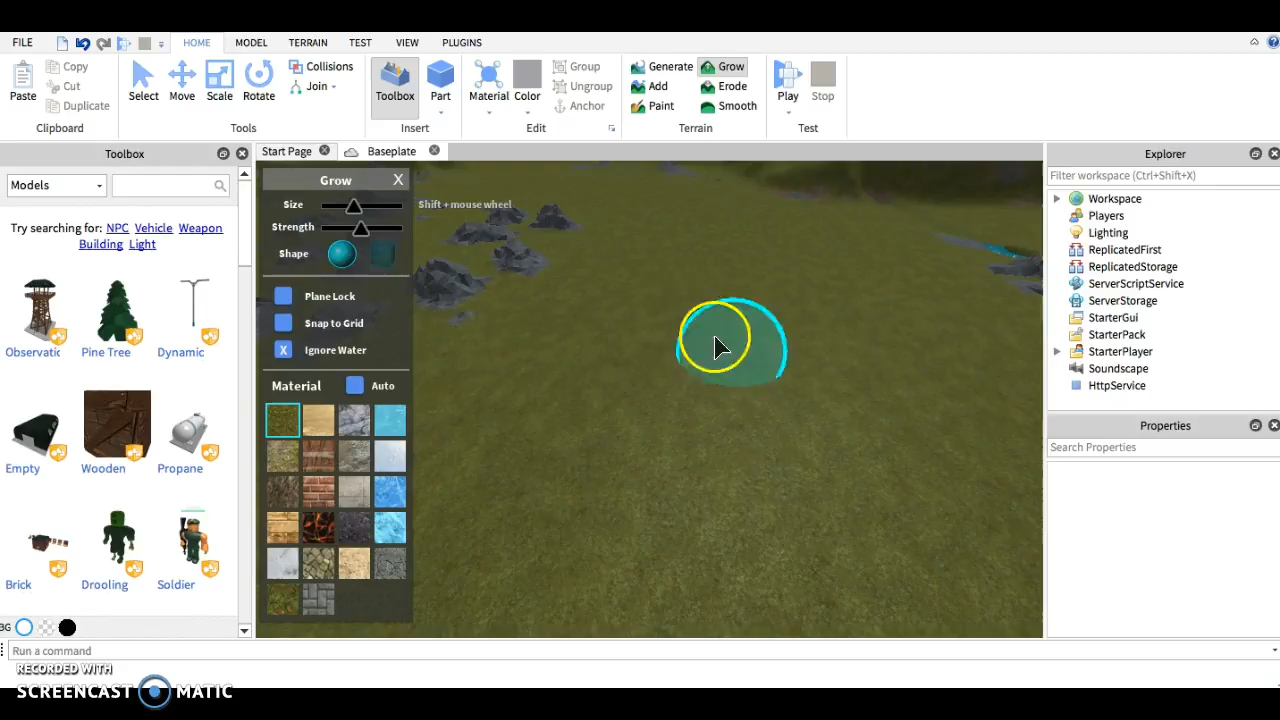 FILE HOME MODEL TERRAIN TEST VIEW PLUGINS
Paste Copy Cut Duplicate
Clipboard
Select Move Scale Rotate Collisions Join
Tools
Toolbox Part
Insert
Material Color Group Ungroup Anchor
Edit
Generate Grow
Add Erode
Paint Smooth
Terrain
Play Stop
Test
Toolbox
Models
Try searching for: NPC Vehicle Weapon
Building Light
Observatic Pine Tree Dynamic
Empty Wooden Propane
Brick Drooling Soldier
BG
Start Page Baseplate
Grow X
Size Shift + mouse wheel
Strength
Shape
Plane Lock
Snap to Grid
X Ignore Water
Material Auto
Explorer
Filter workspace (Ctrl+Shift+X)
Workspace
Players
Lighting
ReplicatedFirst
ReplicatedStorage
ServerScriptService
ServerStorage
StarterGui
StarterPack
StarterPlayer
Soundscape
HttpService
Properties
Search Properties
Run a command
RECORDED WITH
SCREENCAST MATIC